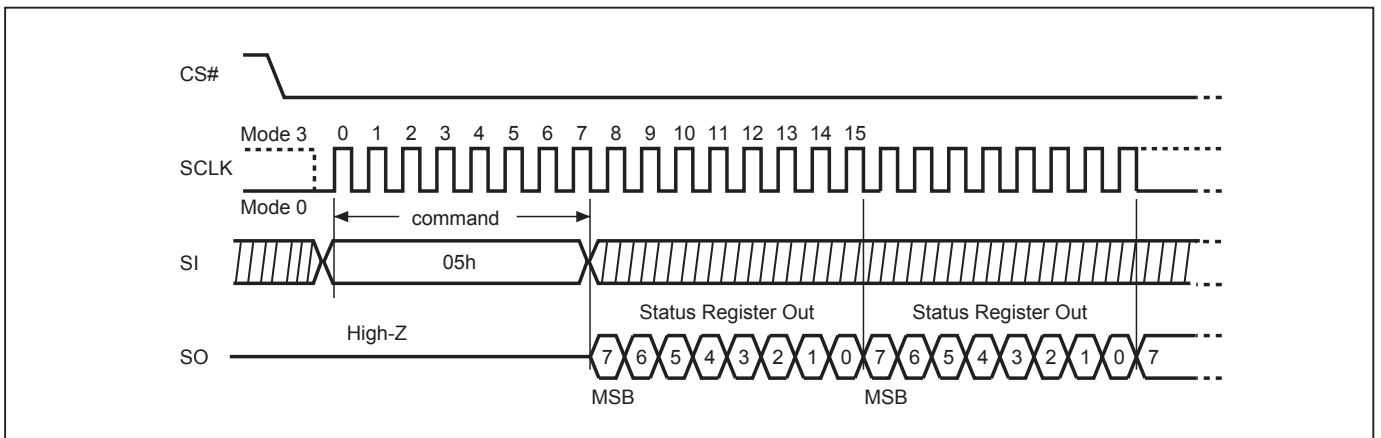 CS#
Mode 3 0 1 2 3 4 5 6 7 8 9 10 11 12 13 14 15
SCLK
Mode 0
command
SI 05h
Status Register Out Status Register Out
High-Z
SO 7 6 5 4 3 2 1 0 7 6 5 4 3 2 1 0 7
MSB MSB